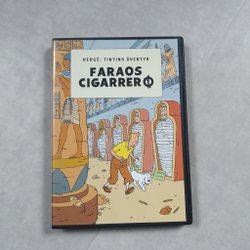 HERGÉ: TINTINS ÄVENTYR
FARAOS
CIGARRER